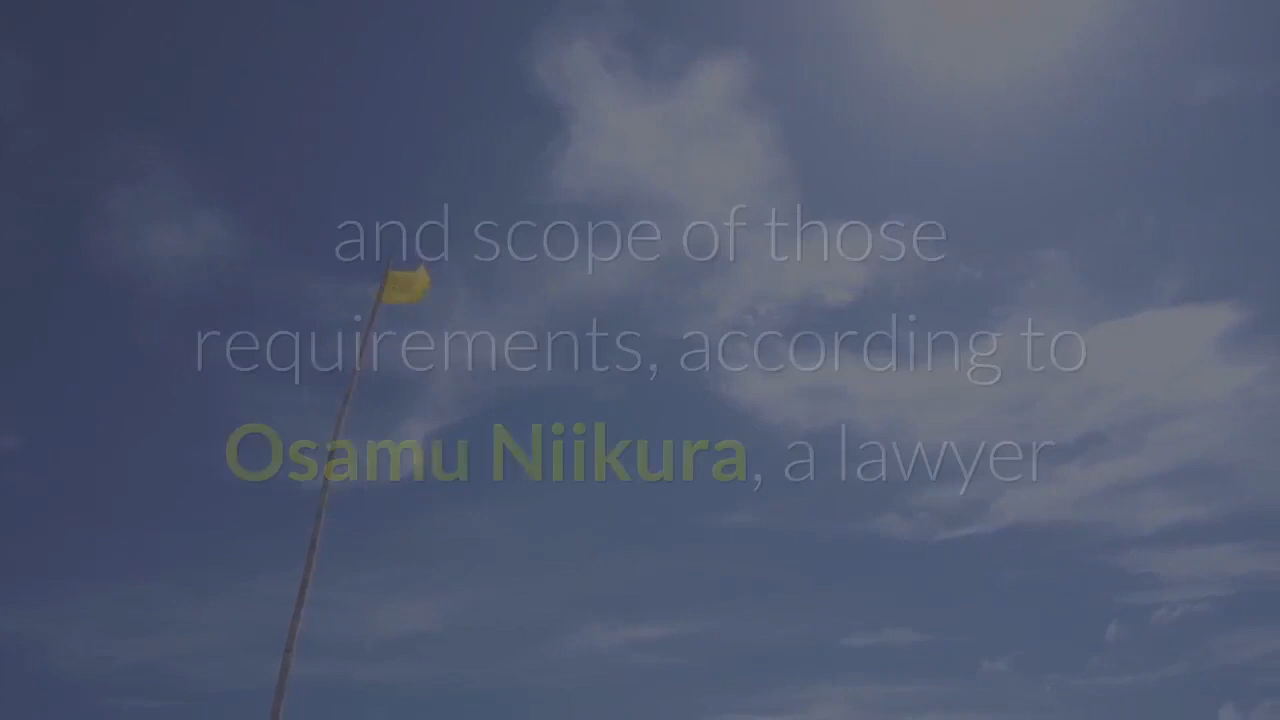 and scope of those
requirements, according to
Osamu Niikura, a lawyer